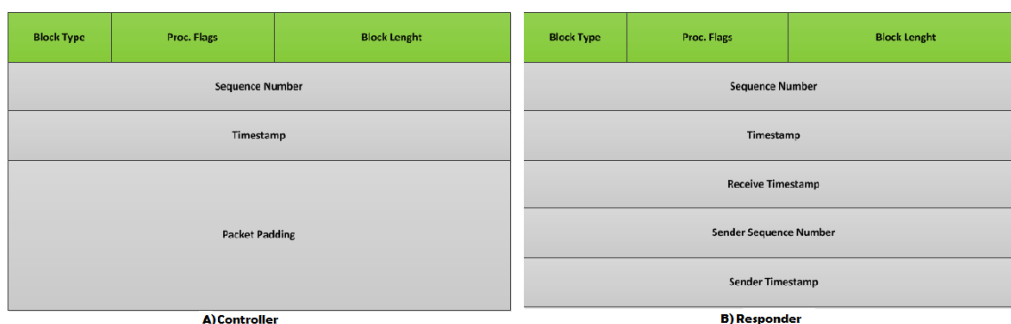 Block Type Proc. Flags Block Lenght
Sequence Number
Timestamp
Packet Padding
A)Controller
Block Type Proc. Flags Block Lenght
Sequence Number
Timestamp
Receive Timestamp
Sender Sequence Number
Sender Timestamp
B) Responder